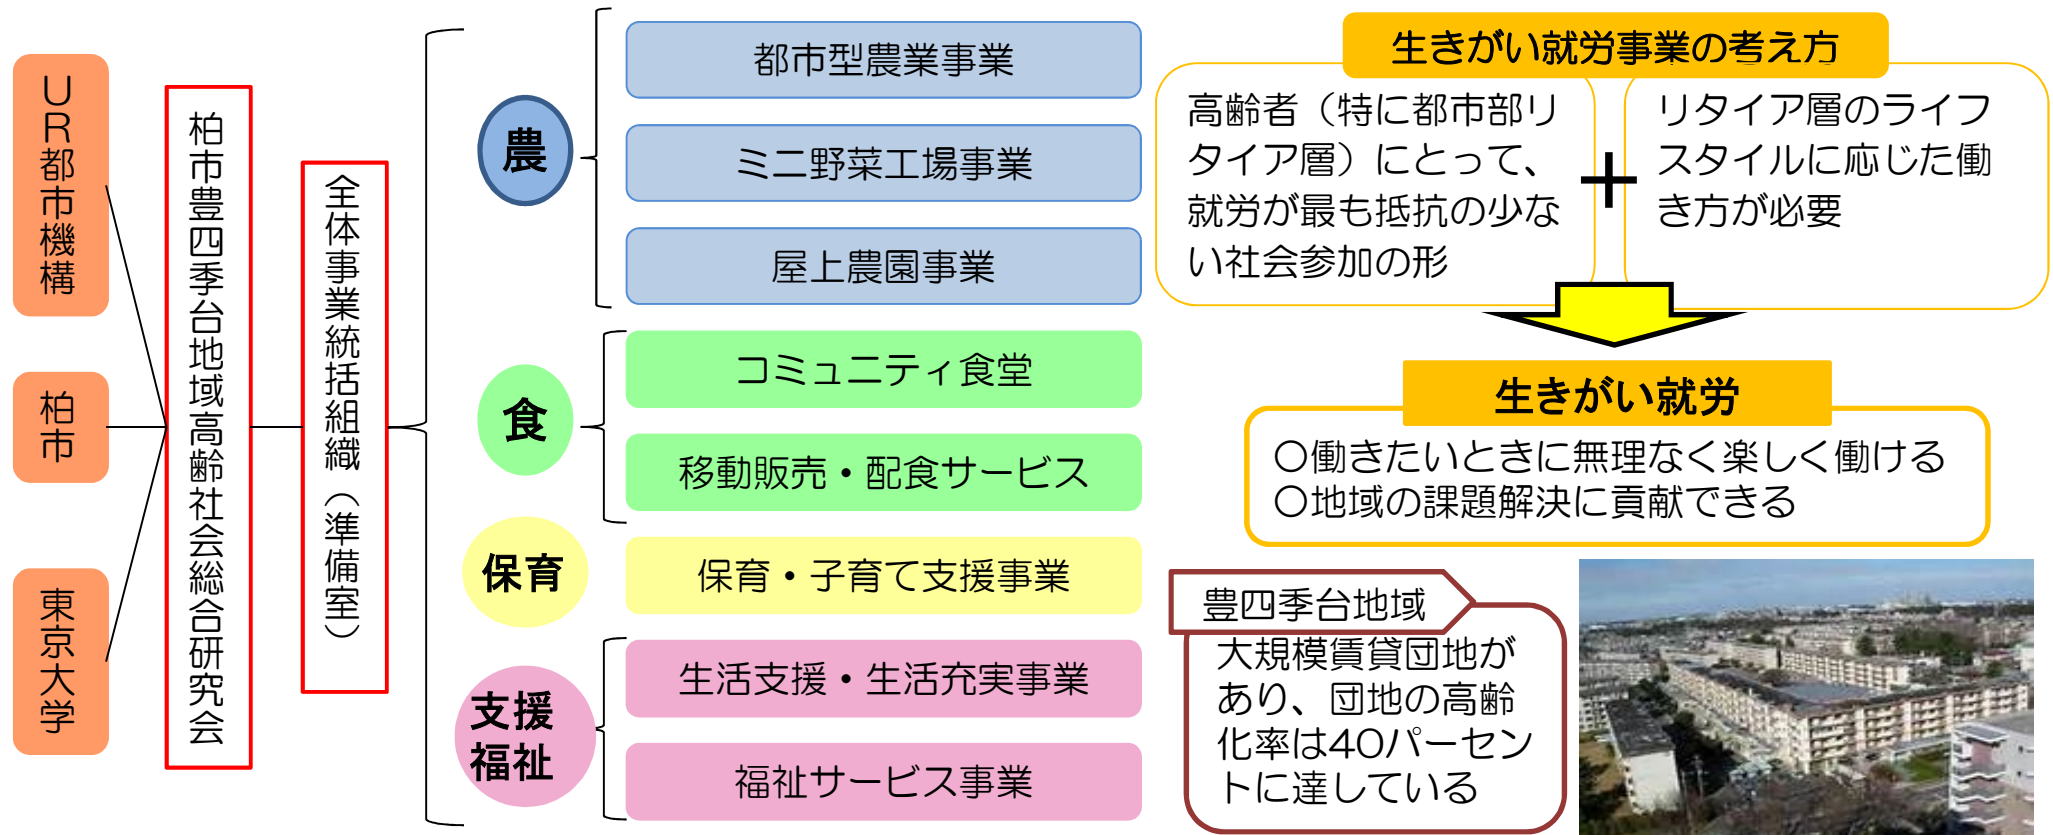 UR都市機構
柏市
東京大学
柏市豊四季台地域高齢社会総合研究会
全体事業統括組織（準備室）
農
都市型農業事業
ミニ野菜工場事業
屋上農園事業
食
コミュニティ食堂
移動販売・配食サービス
保育
保育・子育て支援事業
支援
福祉
生活支援・生活充実事業
福祉サービス事業
生きがい就労事業の考え方
高齢者（特に都市部リ
タイア層）にとって、
就労が最も抵抗の少な
い社会参加の形
＋
リタイア層のライフ
スタイルに応じた働
き方が必要
生きがい就労
○働きたいときに無理なく楽しく働ける
○地域の課題解決に貢献できる
豊四季台地域
大規模賃貸団地が
あり、団地の高齢
化率は40パーセン
トに達している